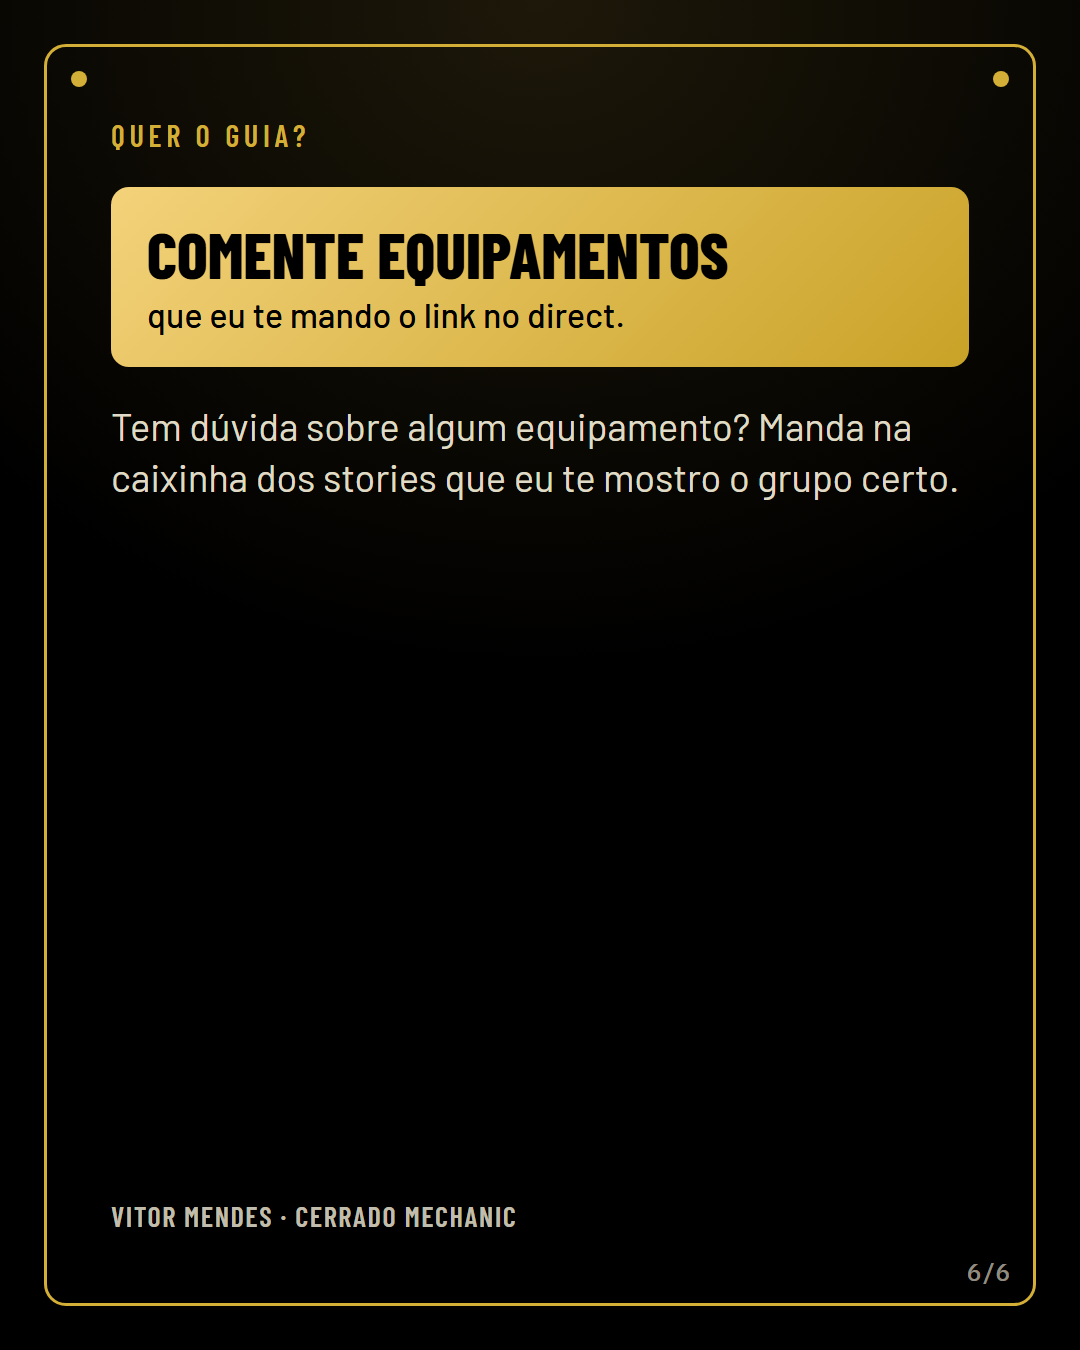 QUER O GUIA?
COMENTE EQUIPAMENTOS
que eu te mando o link no direct.
Tem dúvida sobre algum equipamento? Manda na
caixinha dos stories que eu te mostro o grupo certo.
VITOR MENDES · CERRADO MECHANIC
6/6